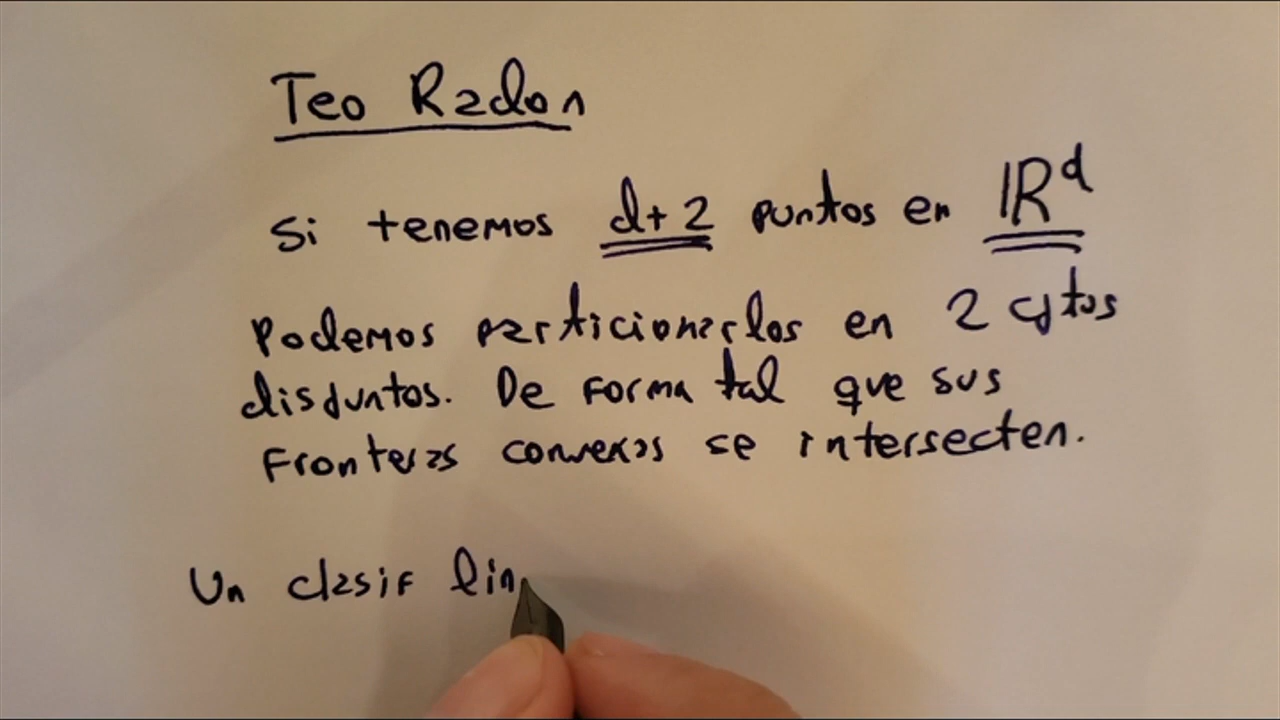 Teo Radon
Si tenemos d+2 puntos en ℝᵈ
Podemos particionarlos en 2 cjtos
disjuntos. De forma tal que sus
Fronteras convexas se intersecten.
Un clasif lin